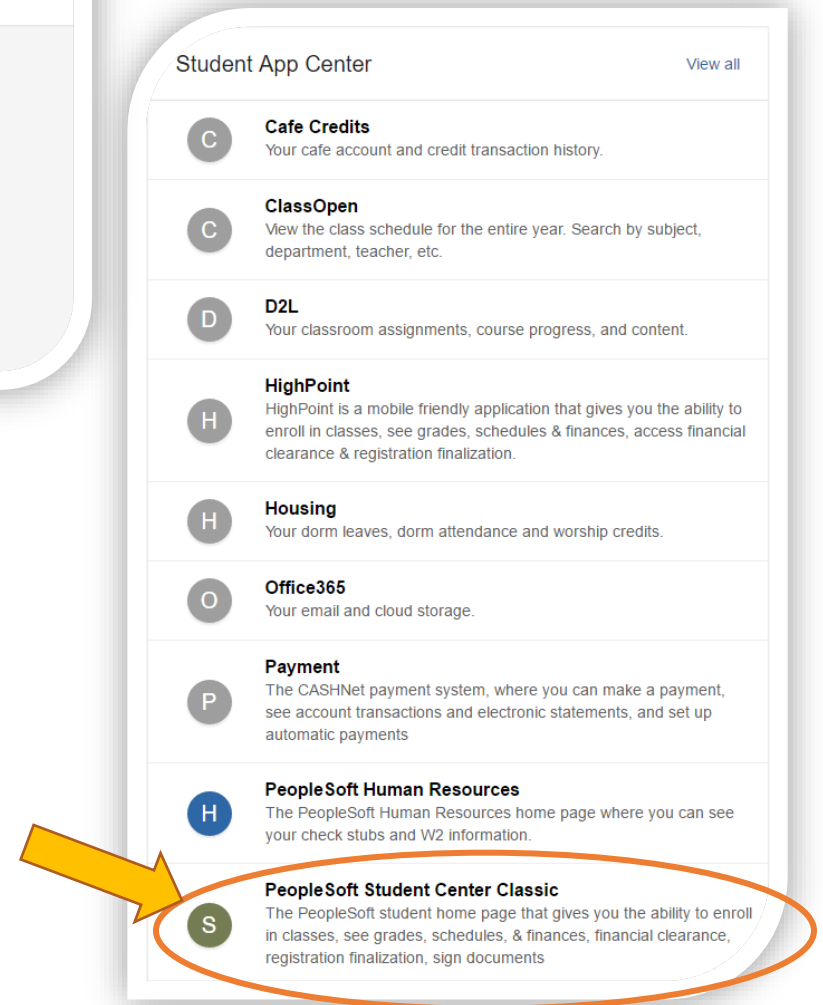 Student App Center View all
C
Cafe Credits
Your cafe account and credit transaction history.
C
ClassOpen
View the class schedule for the entire year. Search by subject,
department, teacher, etc.
D
D2L
Your classroom assignments, course progress, and content.
H
HighPoint
HighPoint is a mobile friendly application that gives you the ability to
enroll in classes, see grades, schedules & finances, access financial
clearance & registration finalization.
H
Housing
Your dorm leaves, dorm attendance and worship credits.
O
Office365
Your email and cloud storage.
P
Payment
The CASHNet payment system, where you can make a payment,
see account transactions and electronic statements, and set up
automatic payments
H
PeopleSoft Human Resources
The PeopleSoft Human Resources home page where you can see
your check stubs and W2 information.
S
PeopleSoft Student Center Classic
The PeopleSoft student home page that gives you the ability to enroll
in classes, see grades, schedules, & finances, financial clearance,
registration finalization, sign documents